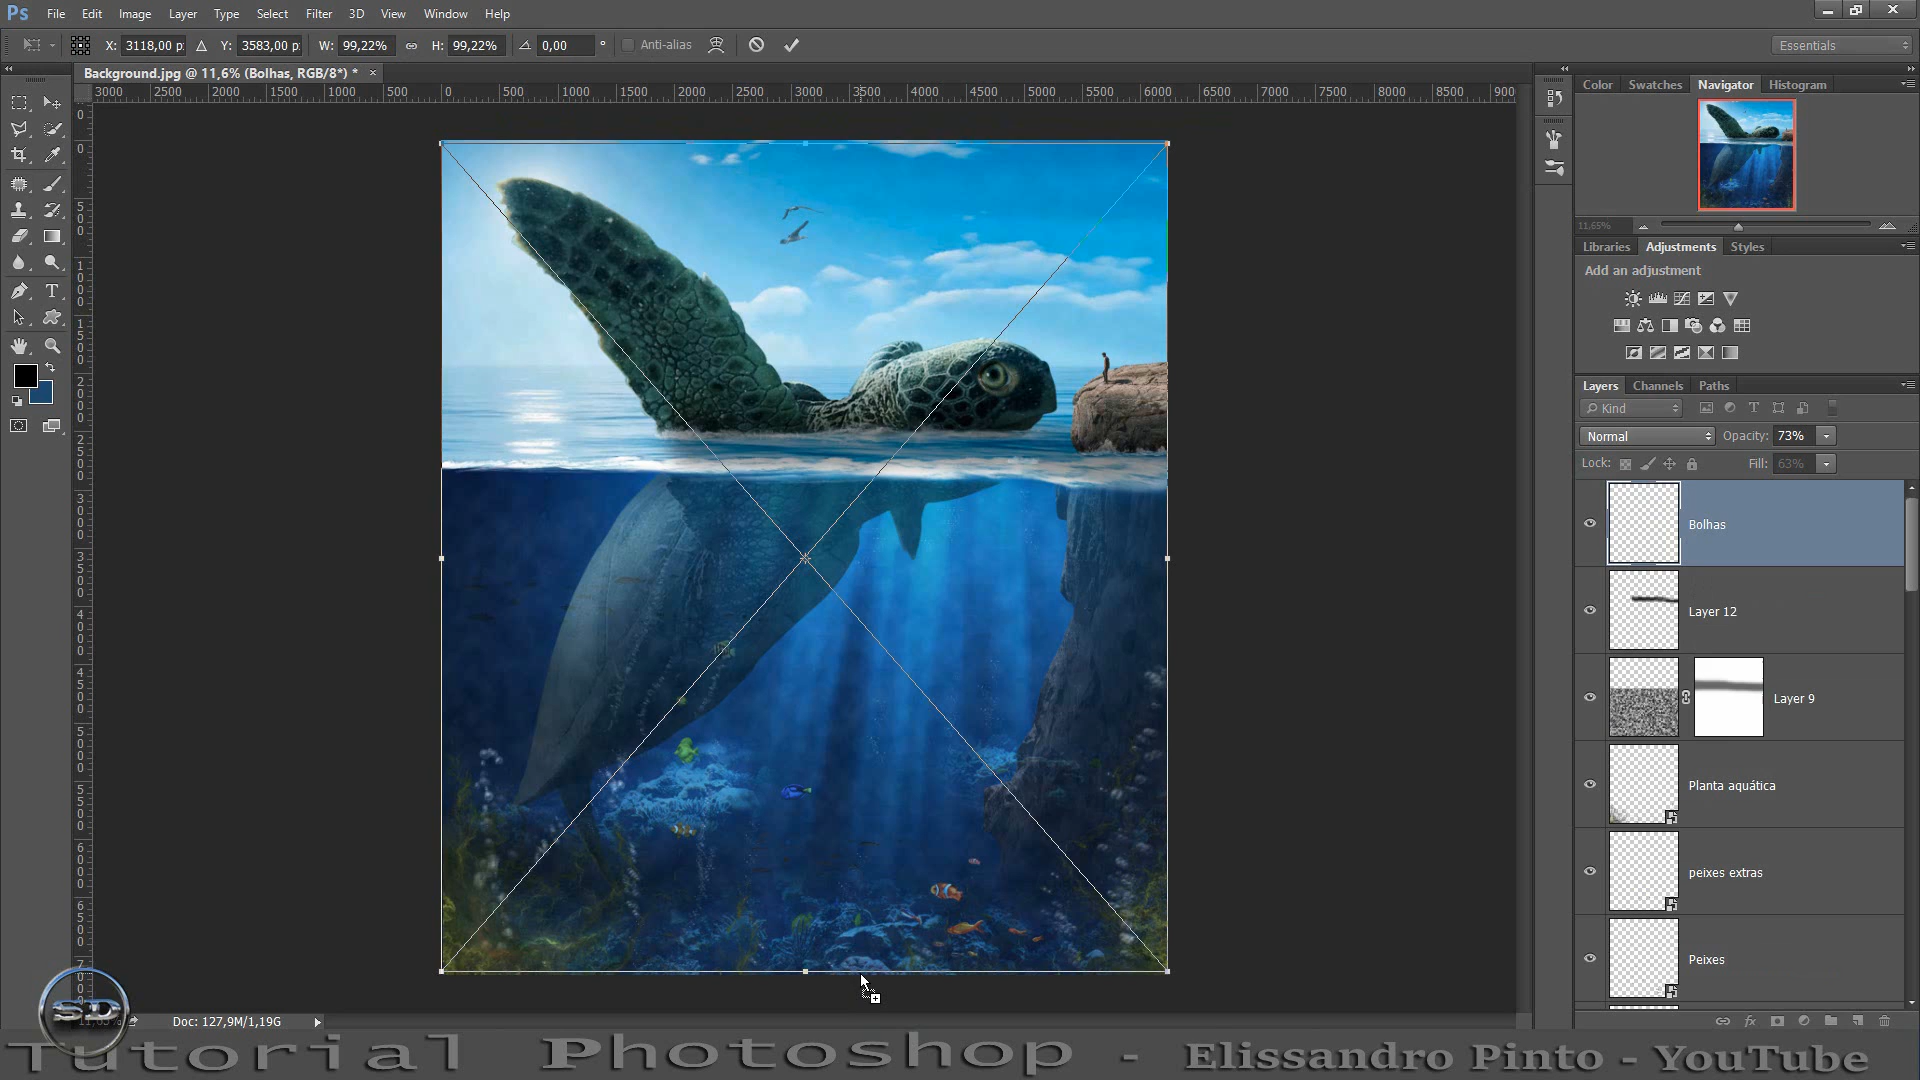 Ps File Edit Image Layer Type Select Filter 3D View Window Help
X: 3118,00 p: Y: 3583,00 p: W: 99,22% H: 99,22% 0,00 ° Anti-alias Essentials
Background.jpg @ 11,6% (Bolhas, RGB/8*) * ×
3000 2500 2000 1500 1000 500 0 500 1000 1500 2000 2500 3000 3500 4000 4500 5000 5500 6000 6500 7000 7500 8000 8500 900
Color Swatches Navigator Histogram
11,65%
Libraries Adjustments Styles
Add an adjustment
Layers Channels Paths
Kind
Normal Opacity: 73%
Lock: Fill: 63%
Bolhas
Layer 12
Layer 9
Planta aquática
peixes extras
Peixes
SD
Doc: 127,9M/1,19G
Tutorial Photoshop - Elissandro Pinto - YouTube